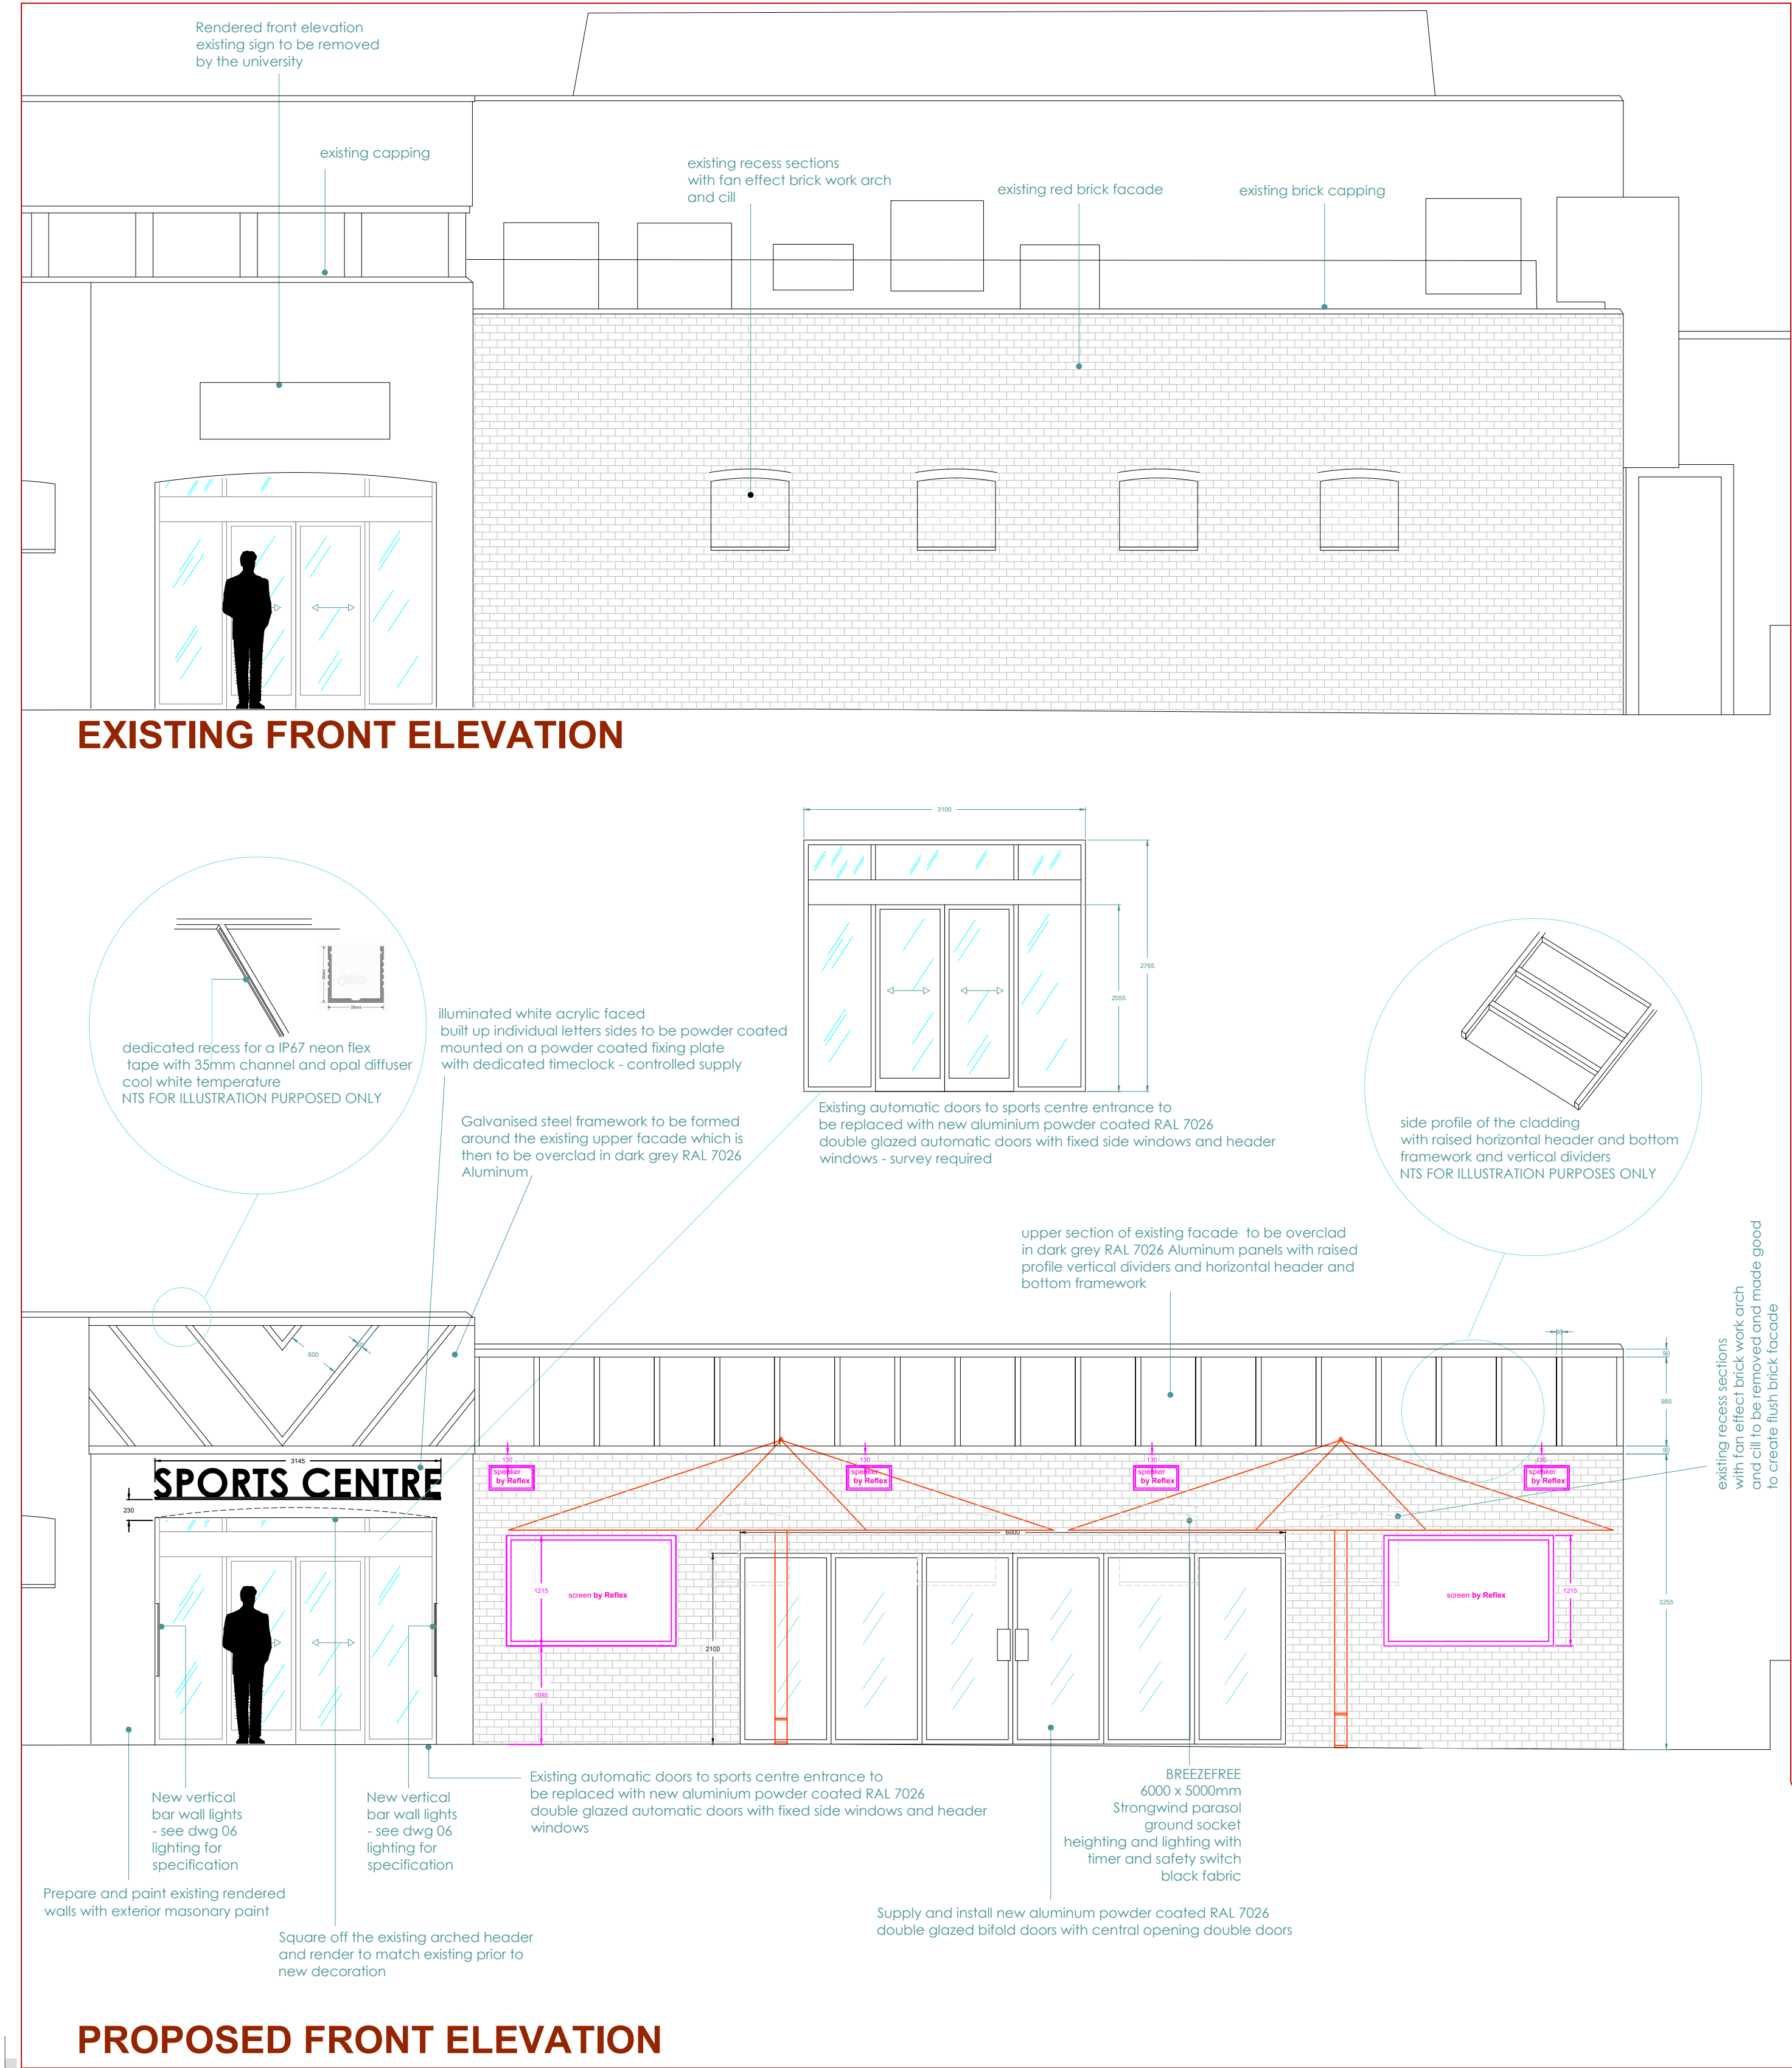 Rendered front elevation
existing sign to be removed
by the university
existing capping
existing recess sections
with fan effect brick work arch
and cill
existing red brick facade
existing brick capping
EXISTING FRONT ELEVATION
3100
2765
2055
dedicated recess for a IP67 neon flex
tape with 35mm channel and opal diffuser
cool white temperature
NTS FOR ILLUSTRATION PURPOSED ONLY
illuminated white acrylic faced
built up individual letters sides to be powder coated
mounted on a powder coated fixing plate
with dedicated timeclock - controlled supply
Galvanised steel framework to be formed
around the existing upper facade which is
then to be overclad in dark grey RAL 7026
Aluminum
Existing automatic doors to sports centre entrance to
be replaced with new aluminium powder coated RAL 7026
double glazed automatic doors with fixed side windows and header
windows - survey required
side profile of the cladding
with raised horizontal header and bottom
framework and vertical dividers
NTS FOR ILLUSTRATION PURPOSES ONLY
upper section of existing facade to be overclad
in dark grey RAL 7026 Aluminum panels with raised
profile vertical dividers and horizontal header and
bottom framework
existing recess sections
with fan effect brick work arch
and cill to be removed and made good
to create flush brick facade
600
980
3145
SPORTS CENTRE
230
130
speaker
by Reflex
130
speaker
by Reflex
130
speaker
by Reflex
130
speaker
by Reflex
6000
1215
screen by Reflex
2100
1085
screen by Reflex
1215
3255
New vertical
bar wall lights
- see dwg 06
lighting for
specification
New vertical
bar wall lights
- see dwg 06
lighting for
specification
Existing automatic doors to sports centre entrance to
be replaced with new aluminium powder coated RAL 7026
double glazed automatic doors with fixed side windows and header
windows
BREEZEFREE
6000 x 5000mm
Strongwind parasol
ground socket
heighting and lighting with
timer and safety switch
black fabric
Prepare and paint existing rendered
walls with exterior masonary paint
Square off the existing arched header
and render to match existing prior to
new decoration
Supply and install new aluminum powder coated RAL 7026
double glazed bifold doors with central opening double doors
PROPOSED FRONT ELEVATION